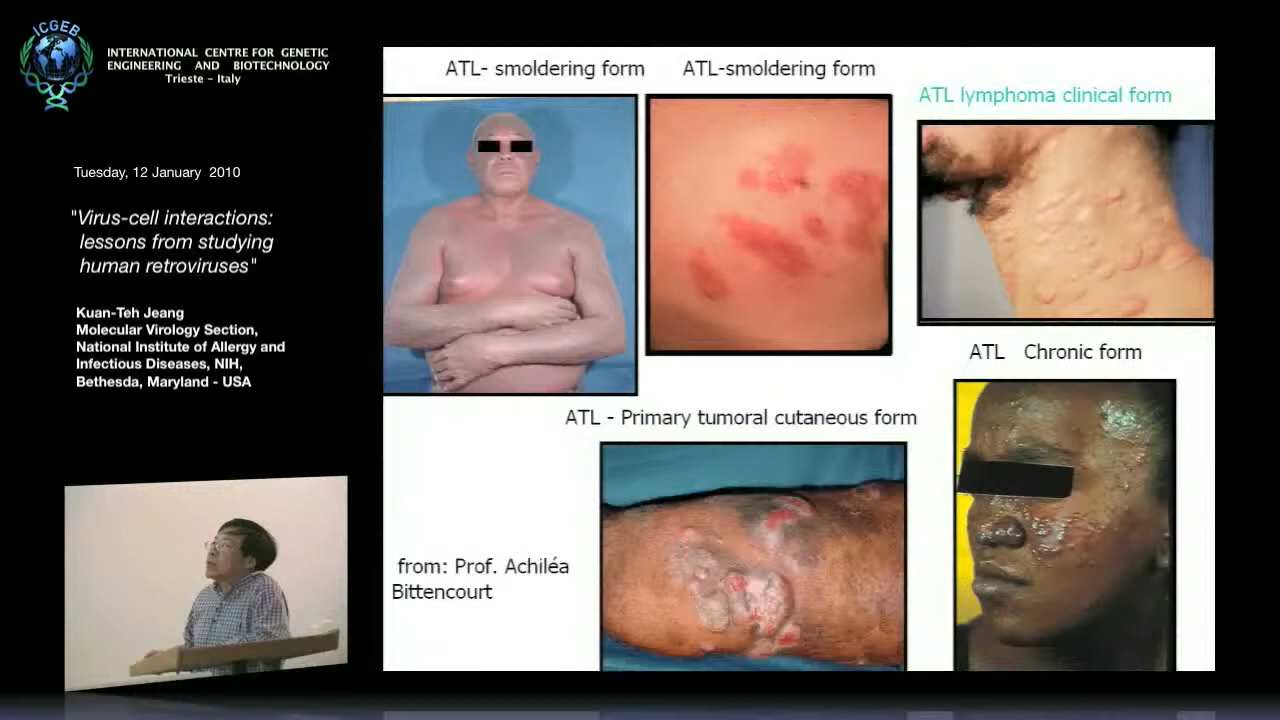 ICGEB
INTERNATIONAL CENTRE FOR GENETIC
ENGINEERING AND BIOTECHNOLOGY
Trieste - Italy
Tuesday, 12 January 2010
"Virus-cell interactions:
lessons from studying
human retroviruses"
Kuan-Teh Jeang
Molecular Virology Section,
National Institute of Allergy and
Infectious Diseases, NIH,
Bethesda, Maryland - USA
ATL- smoldering form
ATL-smoldering form
ATL lymphoma clinical form
ATL Chronic form
ATL - Primary tumoral cutaneous form
from: Prof. Achiléa
Bittencourt